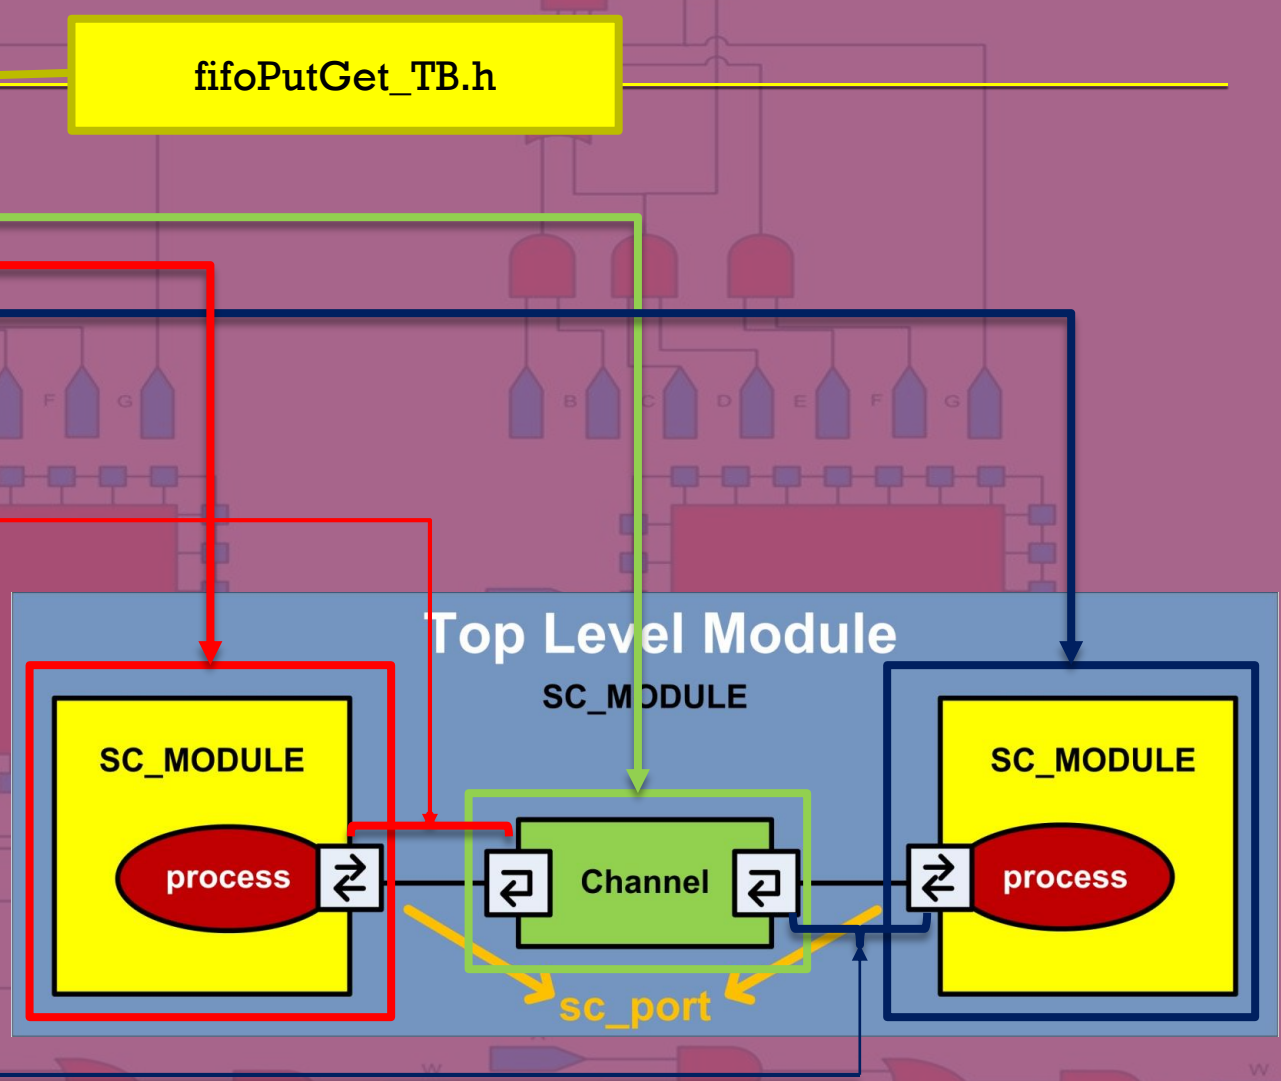 fifoPutGet_TB.h
F G
B C D E F G
Top Level Module
SC_MODULE
SC_MODULE
SC_MODULE
process
Channel
process
sc_port
W
W